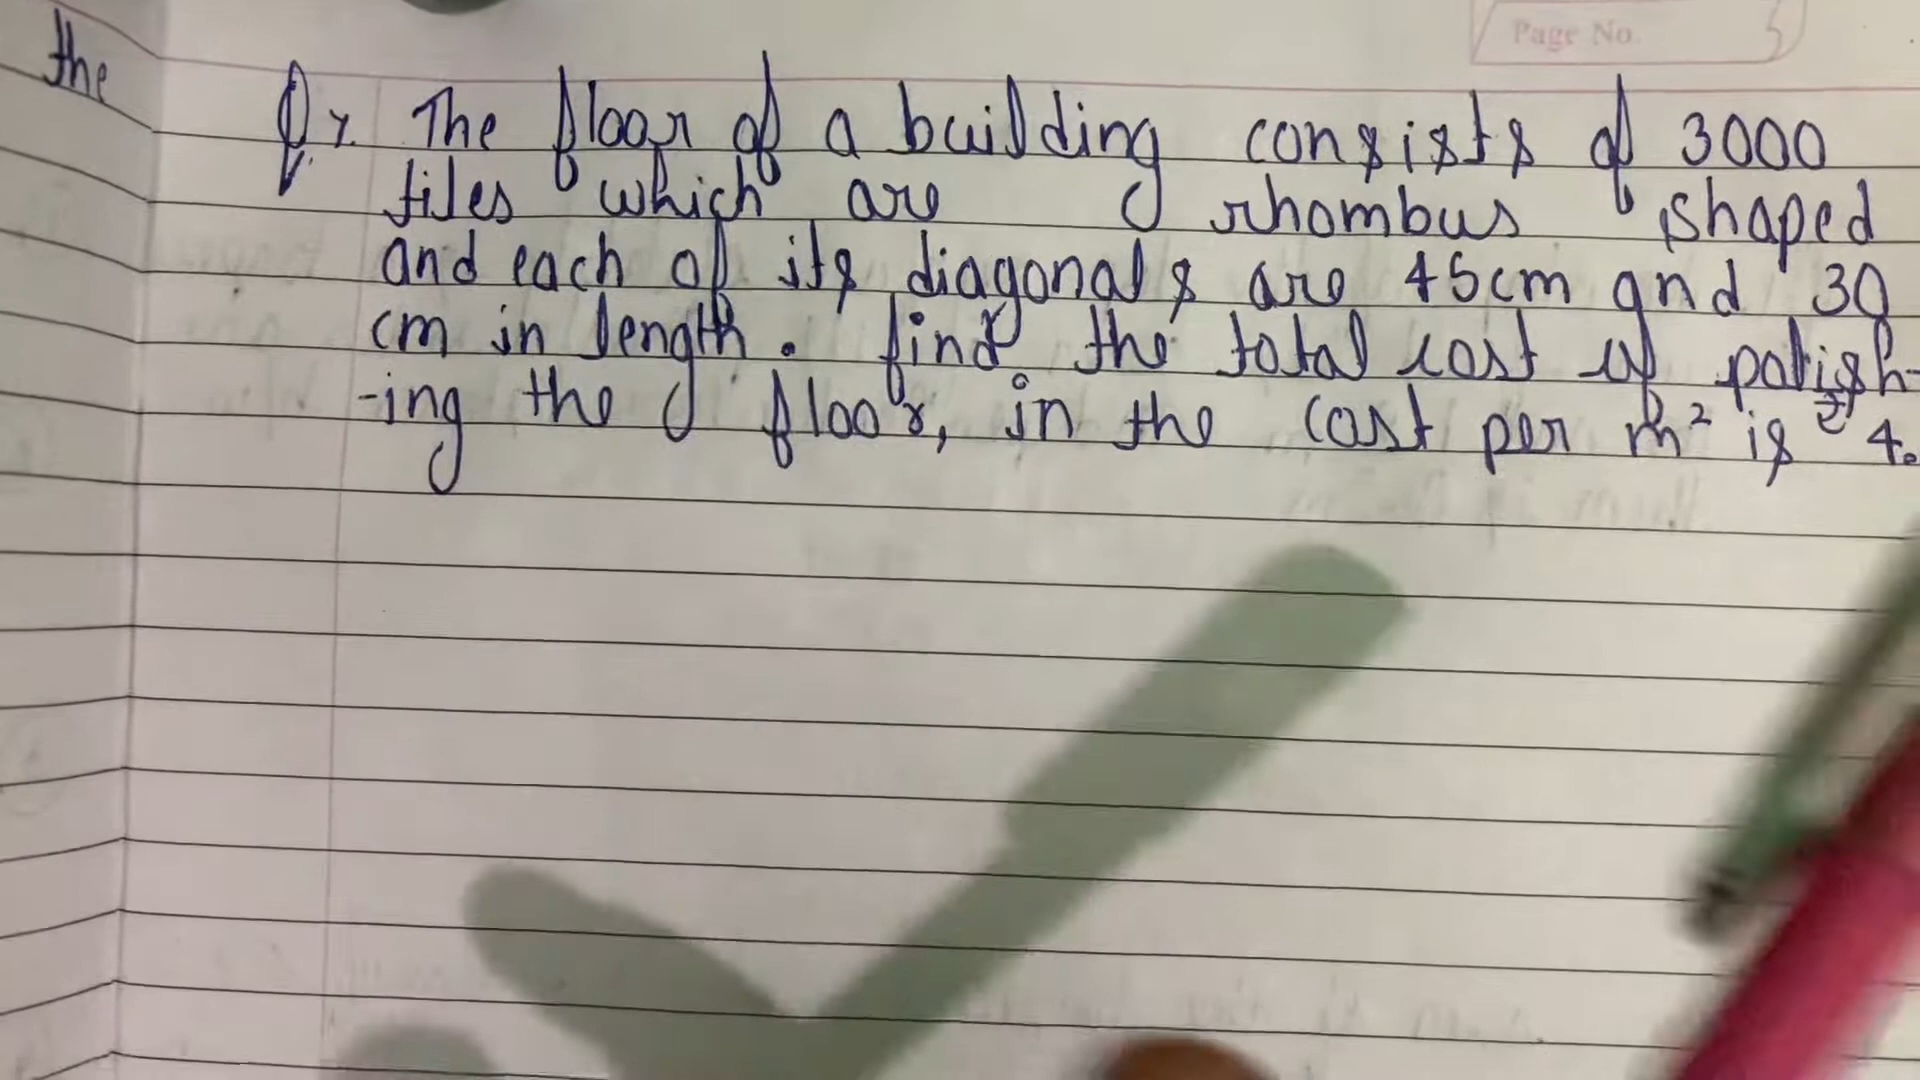 Page No.
the
Q7. The floor of a building consists of 3000
tiles which are rhombus shaped
and each of its diagonals are 45cm and 30
cm in length. find the total cost of polish-
-ing the floor, in the cost per m² is ₹ 4.